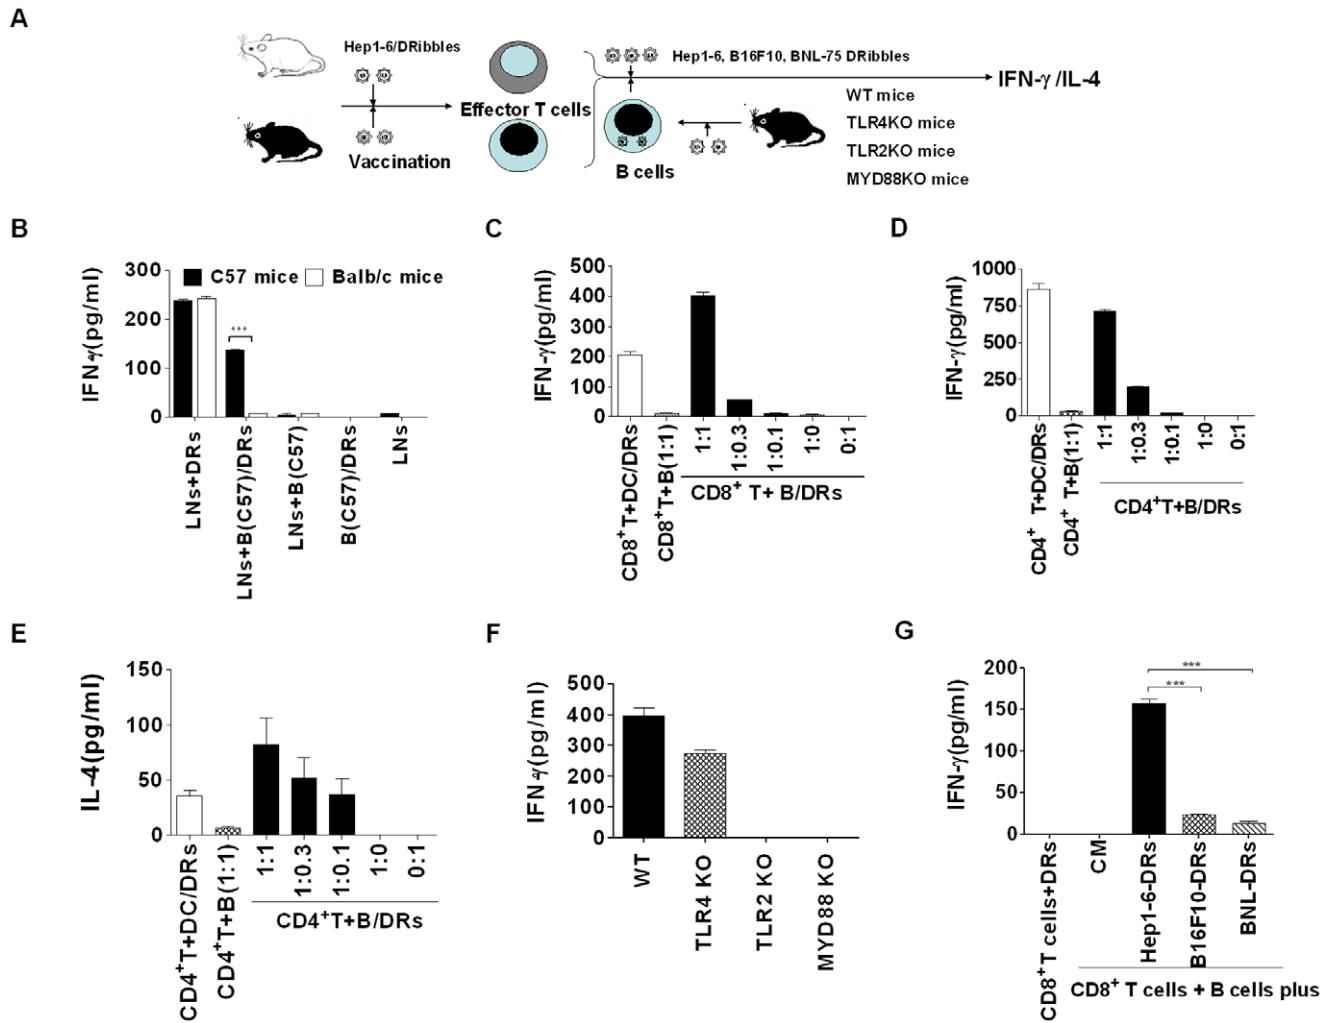 A
Hep1-6/DRibbles
Vaccination
Effector T cells
Hep1-6, B16F10, BNL-75 DRibbles
B cells
WT mice
TLR4KO mice
TLR2KO mice
MYD88KO mice
IFN-γ /IL-4
B
IFN-γ(pg/ml)
300
200
100
0
C57 mice
Balb/c mice
***
LNs+DRs
LNs+B(C57)/DRs
LNs+B(C57)
B(C57)/DRs
LNs
C
IFN-γ(pg/ml)
500
400
300
200
100
0
CD8+T+DC/DRs
CD8+T+B(1:1)
1:1
1:0.3
1:0.1
1:0
0:1
CD8+ T+ B/DRs
D
IFN-γ(pg/ml)
1000
750
500
250
0
CD4+ T+DC/DRs
CD4+ T+B(1:1)
1:1
1:0.3
1:0.1
1:0
0:1
CD4+T+B/DRs
E
IL-4(pg/ml)
150
100
50
0
CD4+T+DC/DRs
CD4+T+B(1:1)
1:1
1:0.3
1:0.1
1:0
0:1
CD4+T+B/DRs
F
IFN-γ(pg/ml)
500
400
300
200
100
0
WT
TLR4 KO
TLR2 KO
MYD88 KO
G
IFN-γ(pg/ml)
200
150
100
50
0
***
***
CD8+T cells+DRs
CM
Hep1-6-DRs
B16F10-DRs
BNL-DRs
CD8+ T cells + B cells plus